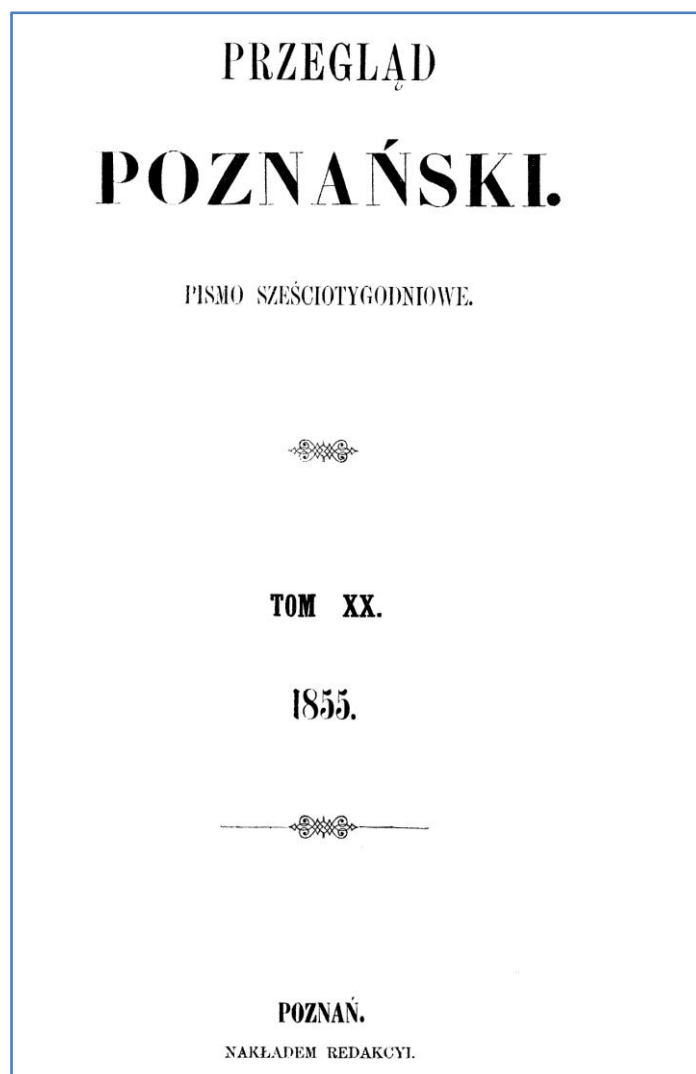 PRZEGLĄD
POZNAŃSKI.
PISMO SZEŚCIOTYGODNIOWE.
TOM XX.
1855.
POZNAŃ.
NAKŁADEM REDAKCYI.